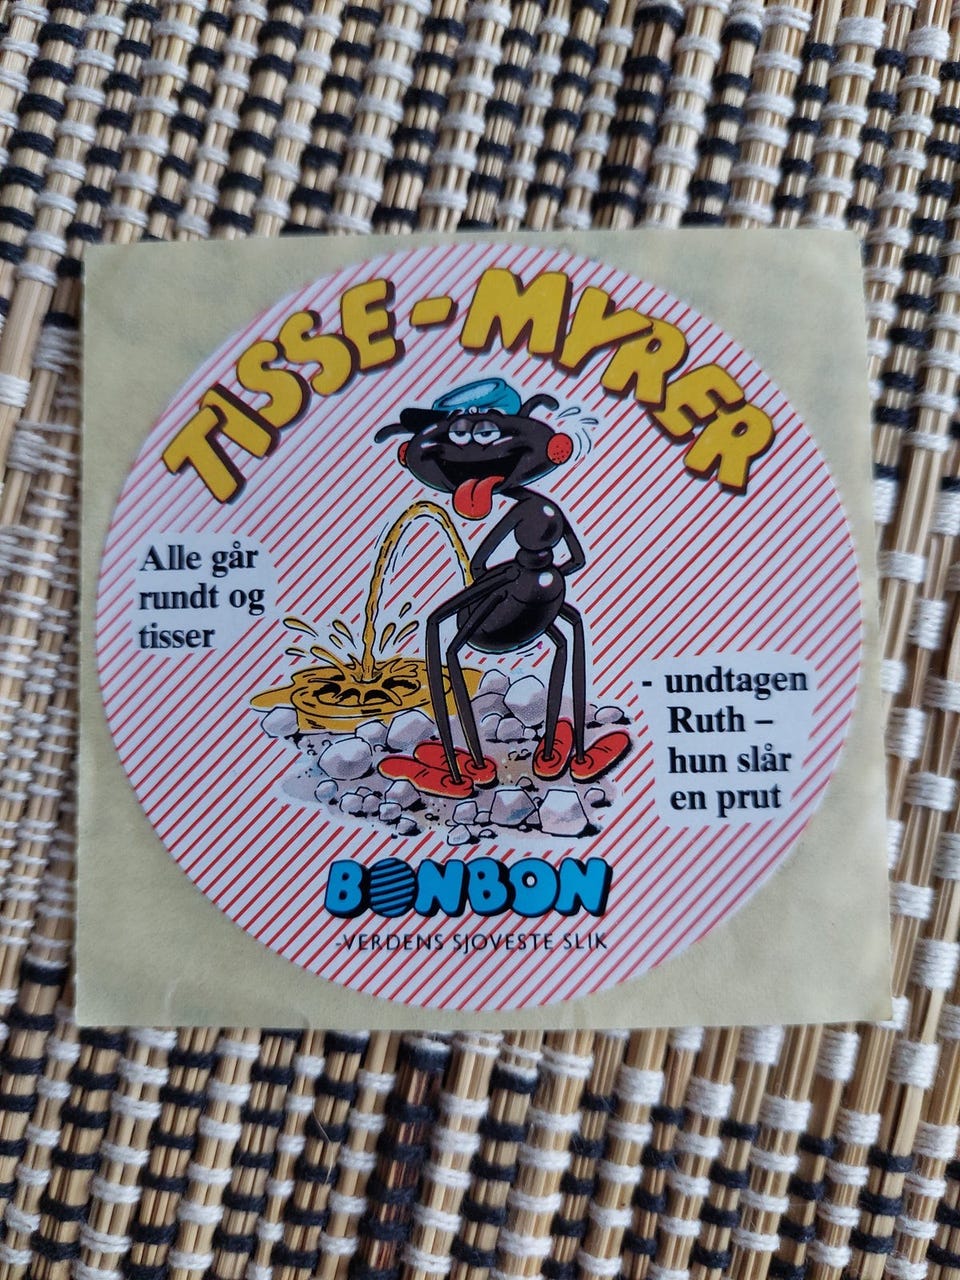 TISSE-MYRER
Alle går
rundt og
tisser
- undtagen
Ruth –
hun slår
en prut
BONBON
-VERDENS SJOVESTE SLIK